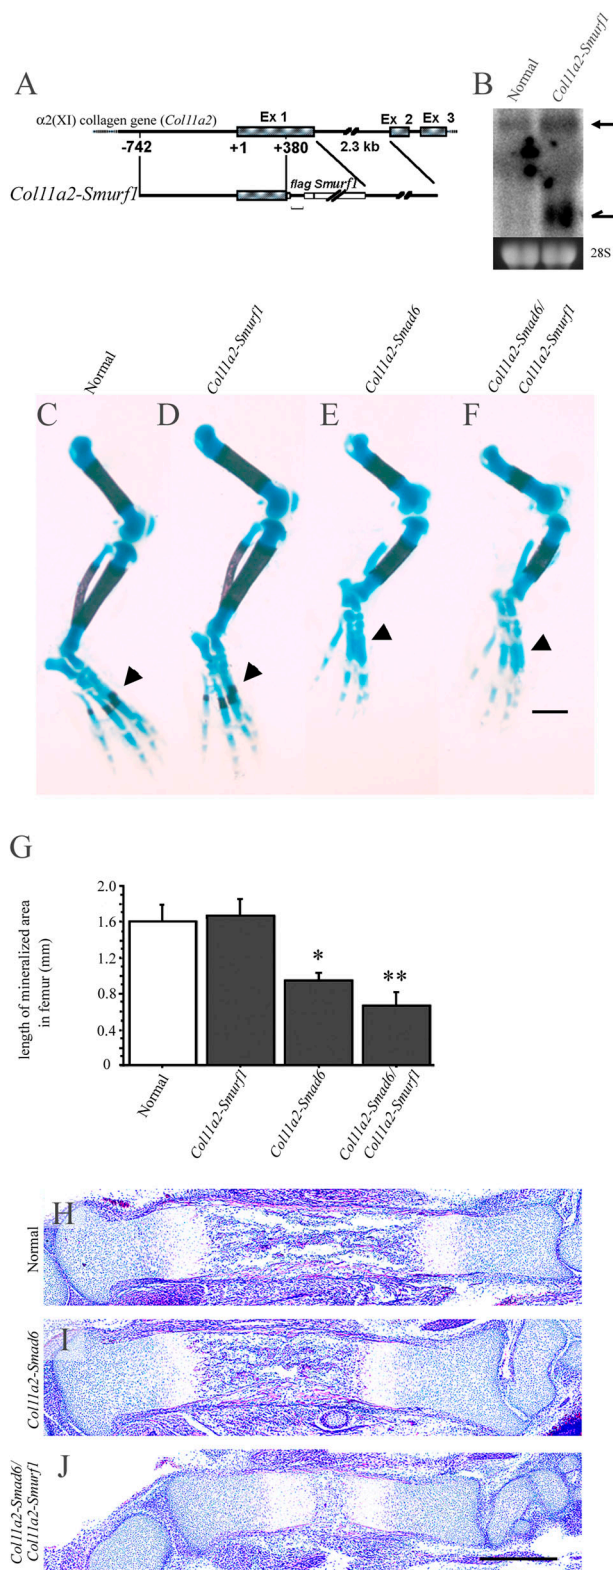 A
α2(XI) collagen gene (Col11a2)
Ex 1
Ex 2
Ex 3
-742
+1
+380
2.3 kb
Col11a2-Smurf1
flag Smurf1
B
Normal
Col11a2-Smurf1
28S
Normal
Col11a2-Smurf1
Col11a2-Smad6
Col11a2-Smad6/
Col11a2-Smurf1
C
D
E
F
G
length of mineralized area
in femur (mm)
2.0
1.6
1.2
0.8
0.4
0
*
**
Normal
Col11a2-Smurf1
Col11a2-Smad6
Col11a2-Smad6/
Col11a2-Smurf1
H
Normal
I
Col11a2-Smad6
J
Col11a2-Smad6/
Col11a2-Smurf1